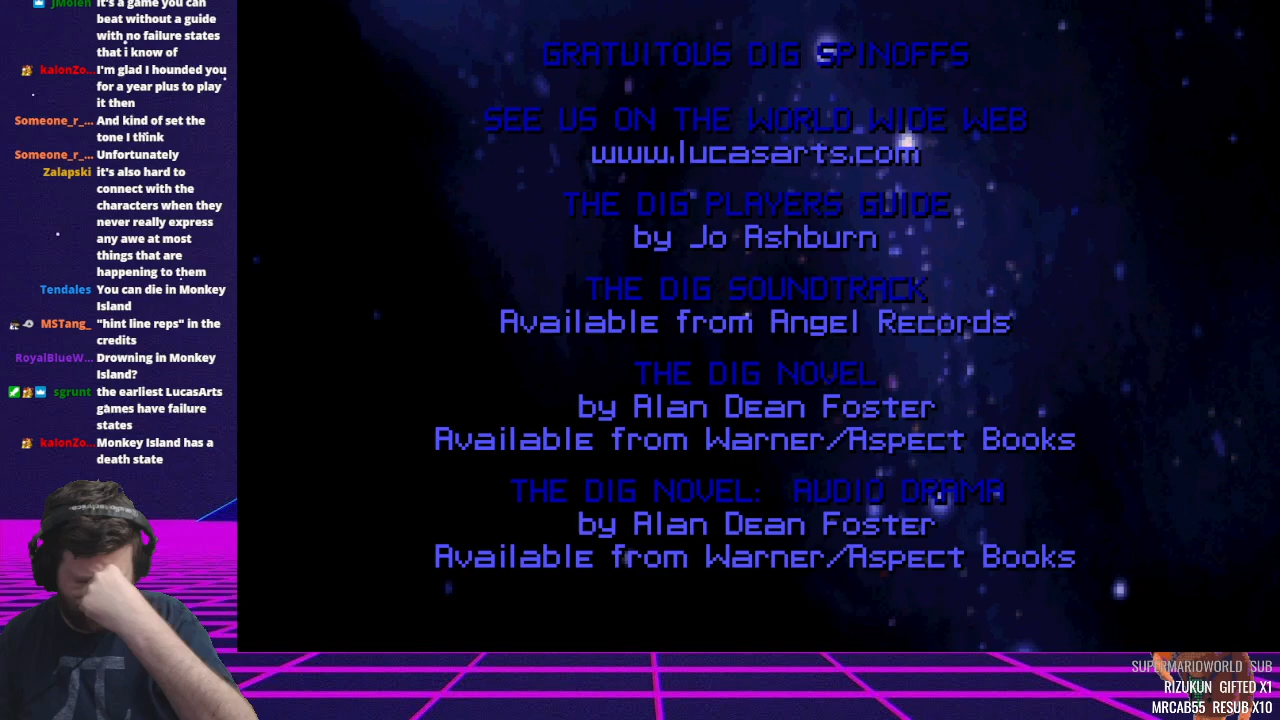 jMolen It's a game you can
beat without a guide
with no failure states
that i know of
kalonZo... I'm glad I hounded you
for a year plus to play
it then
Someone_r_... And kind of set the
tone I think
Someone_r_... Unfortunately
Zalapski it's also hard to
connect with the
characters when they
never really express
any awe at most
things that are
happening to them
Tendales You can die in Monkey
Island
MSTang_ "hint line reps" in the
credits
RoyalBlueW... Drowning in Monkey
Island?
sgrunt the earliest LucasArts
games have failure
states
kalonZo... Monkey Island has a
death state
GRATUITOUS DIG SPINOFFS
SEE US ON THE WORLD WIDE WEB
www.lucasarts.com
THE DIG PLAYERS GUIDE
by Jo Ashburn
THE DIG SOUNDTRACK
Available from Angel Records
THE DIG NOVEL
by Alan Dean Foster
Available from Warner/Aspect Books
THE DIG NOVEL: AUDIO DRAMA
by Alan Dean Foster
Available from Warner/Aspect Books
SUPERMARIOWORLD SUB
RIZUKUN GIFTED X1
MRCAB55 RESUB X10